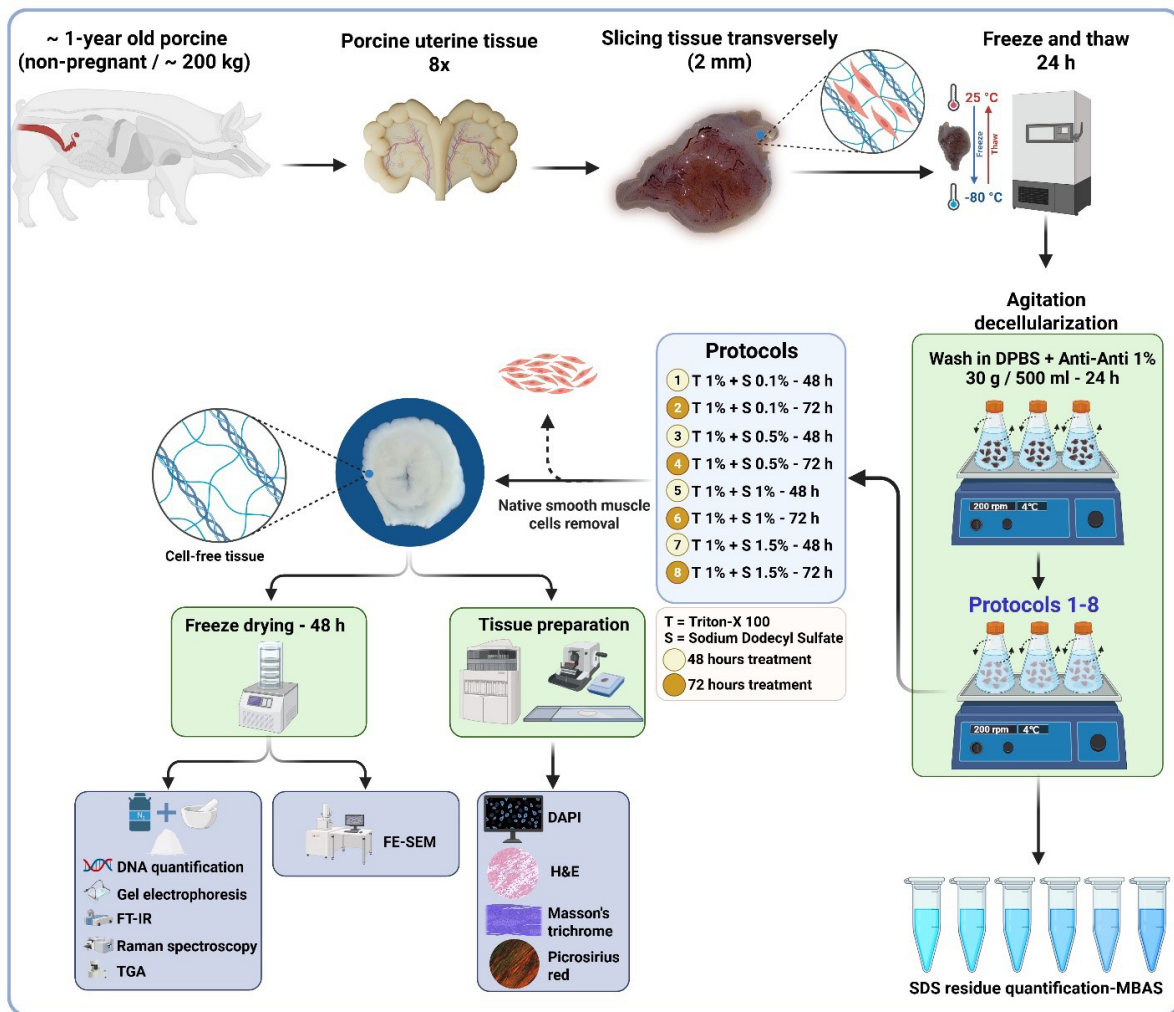 ~ 1-year old porcine
(non-pregnant / ~ 200 kg)
Porcine uterine tissue
8x
Slicing tissue transversely
(2 mm)
Freeze and thaw
24 h
25 °C
Freeze
Thaw
-80 °C
Agitation
decellularization
Wash in DPBS + Anti-Anti 1%
30 g / 500 ml - 24 h
200 rpm
4°C
Protocols 1-8
200 rpm
4°C
SDS residue quantification-MBAS
Protocols
1 T 1% + S 0.1% - 48 h
2 T 1% + S 0.1% - 72 h
3 T 1% + S 0.5% - 48 h
4 T 1% + S 0.5% - 72 h
5 T 1% + S 1% - 48 h
6 T 1% + S 1% - 72 h
7 T 1% + S 1.5% - 48 h
8 T 1% + S 1.5% - 72 h
T = Triton-X 100
S = Sodium Dodecyl Sulfate
48 hours treatment
72 hours treatment
Native smooth muscle
cells removal
Cell-free tissue
Freeze drying - 48 h
Tissue preparation
N₂
DNA quantification
Gel electrophoresis
FT-IR
Raman spectroscopy
TGA
FE-SEM
DAPI
H&E
Masson's
trichrome
Picrosirius
red